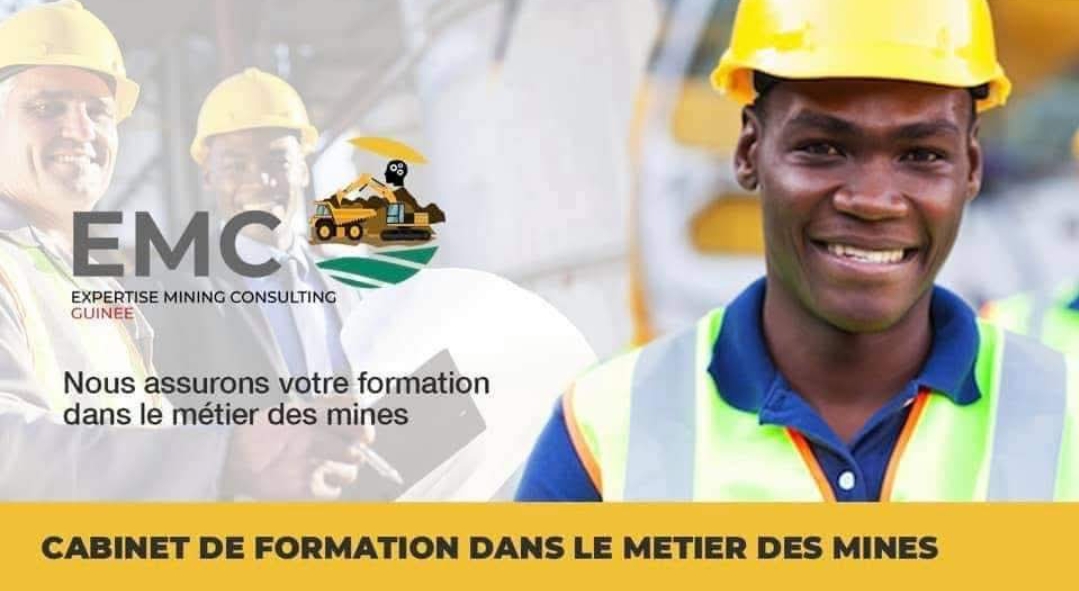 EMC
EXPERTISE MINING CONSULTING
GUINEE
Nous assurons votre formation
dans le métier des mines
CABINET DE FORMATION DANS LE METIER DES MINES